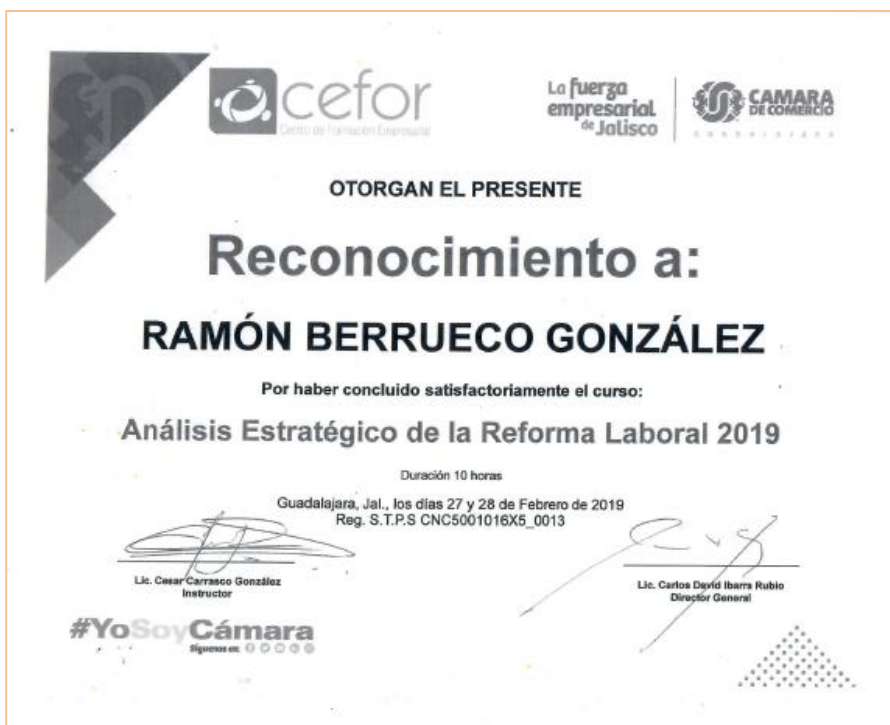 cefor
Centro de Formación Empresarial
La fuerza
empresarial
de Jalisco
CAMARA
DE COMERCIO
GUADALAJARA
OTORGAN EL PRESENTE
Reconocimiento a:
RAMÓN BERRUECO GONZÁLEZ
Por haber concluido satisfactoriamente el curso:
Análisis Estratégico de la Reforma Laboral 2019
Duración 10 horas
Guadalajara, Jal., los días 27 y 28 de Febrero de 2019
Reg. S.T.P.S CNC5001016X5_0013
Lic. Cesar Carrasco González
Instructor
Lic. Carlos David Ibarra Rubio
Director General
#YoSoyCámara
Síguenos en: